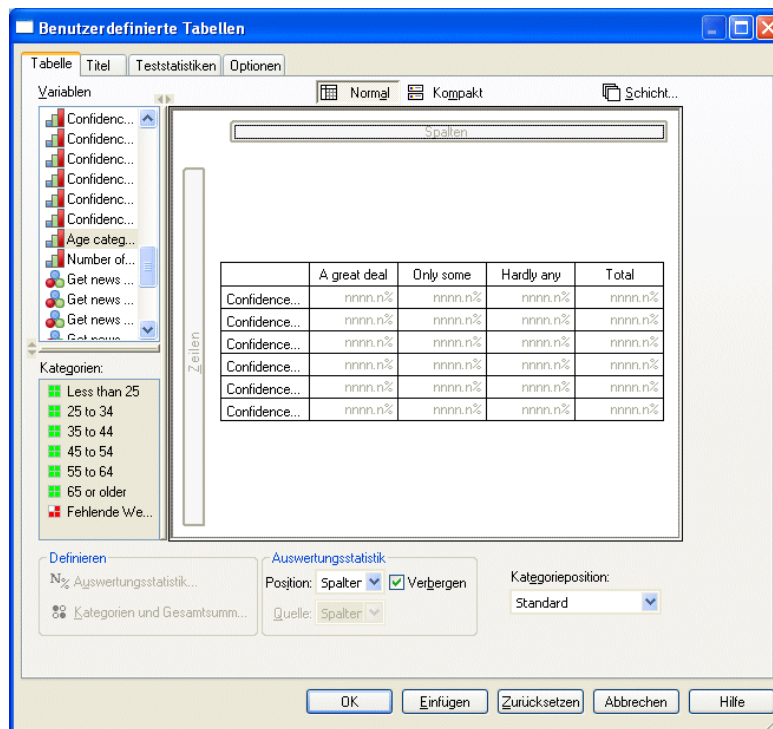 Benutzerdefinierte Tabellen
Tabelle Titel Teststatistiken Optionen
Variablen
Normal Kompakt Schicht...
Confidenc...
Confidenc...
Confidenc...
Confidenc...
Confidenc...
Confidenc...
Age categ...
Number of...
Get news ...
Get news ...
Get news ...
Get news ...
Spalten
Zeilen
A great deal Only some Hardly any Total
Confidence... nnnn.n% nnnn.n% nnnn.n% nnnn.n%
Confidence... nnnn.n% nnnn.n% nnnn.n% nnnn.n%
Confidence... nnnn.n% nnnn.n% nnnn.n% nnnn.n%
Confidence... nnnn.n% nnnn.n% nnnn.n% nnnn.n%
Confidence... nnnn.n% nnnn.n% nnnn.n% nnnn.n%
Confidence... nnnn.n% nnnn.n% nnnn.n% nnnn.n%
Kategorien:
Less than 25
25 to 34
35 to 44
45 to 54
55 to 64
65 or older
Fehlende We...
Definieren
N% Auswertungsstatistik...
Kategorien und Gesamtsumm...
Auswertungsstatistik
Position: Spalter Verbergen
Quelle: Spalter
Kategorieposition:
Standard
OK Einfügen Zurücksetzen Abbrechen Hilfe